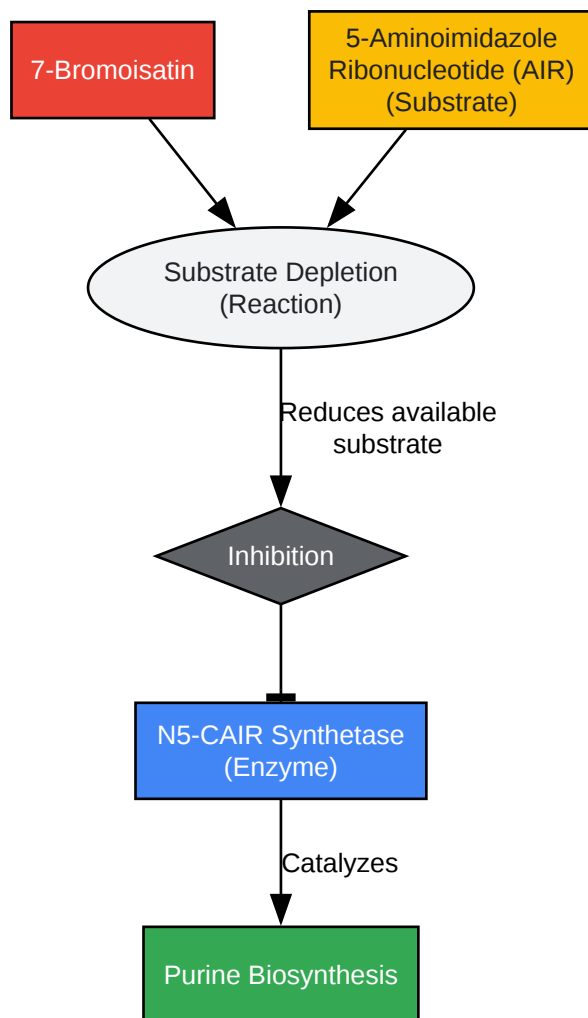 7-Bromoisatin
5-Aminoimidazole
Ribonucleotide (AIR)
(Substrate)
Substrate Depletion
(Reaction)
Reduces available
substrate
Inhibition
N5-CAIR Synthetase
(Enzyme)
Catalyzes
Purine Biosynthesis